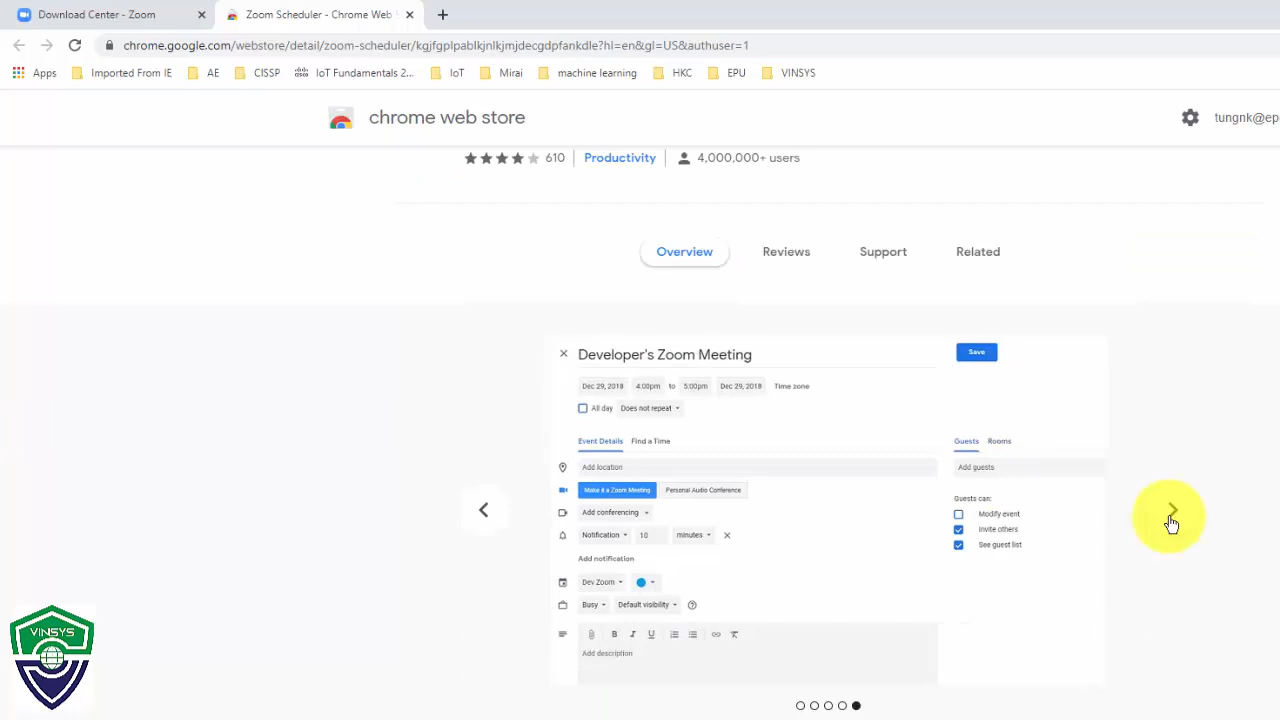 Download Center - Zoom
Zoom Scheduler - Chrome Web
chrome.google.com/webstore/detail/zoom-scheduler/kgjfgplpablkjnlkjmjdecgdpfankdle?hl=en&gl=US&authuser=1
Apps Imported From IE AE CISSP IoT Fundamentals 2... IoT Mirai machine learning HKC EPU VINSYS
chrome web store tungnk@ep
610 Productivity 4,000,000+ users
Overview Reviews Support Related
Developer's Zoom Meeting Save
Dec 29, 2018 4:00pm to 5:00pm Dec 29, 2018 Time zone
All day Does not repeat
Event Details Find a Time Guests Rooms
Add location Add guests
Make it a Zoom Meeting Personal Audio Conference
Guests can:
Add conferencing Modify event
Notification 10 minutes Invite others
See guest list
Add notification
Dev Zoom
Busy Default visibility
B I U
Add description
VINSYS